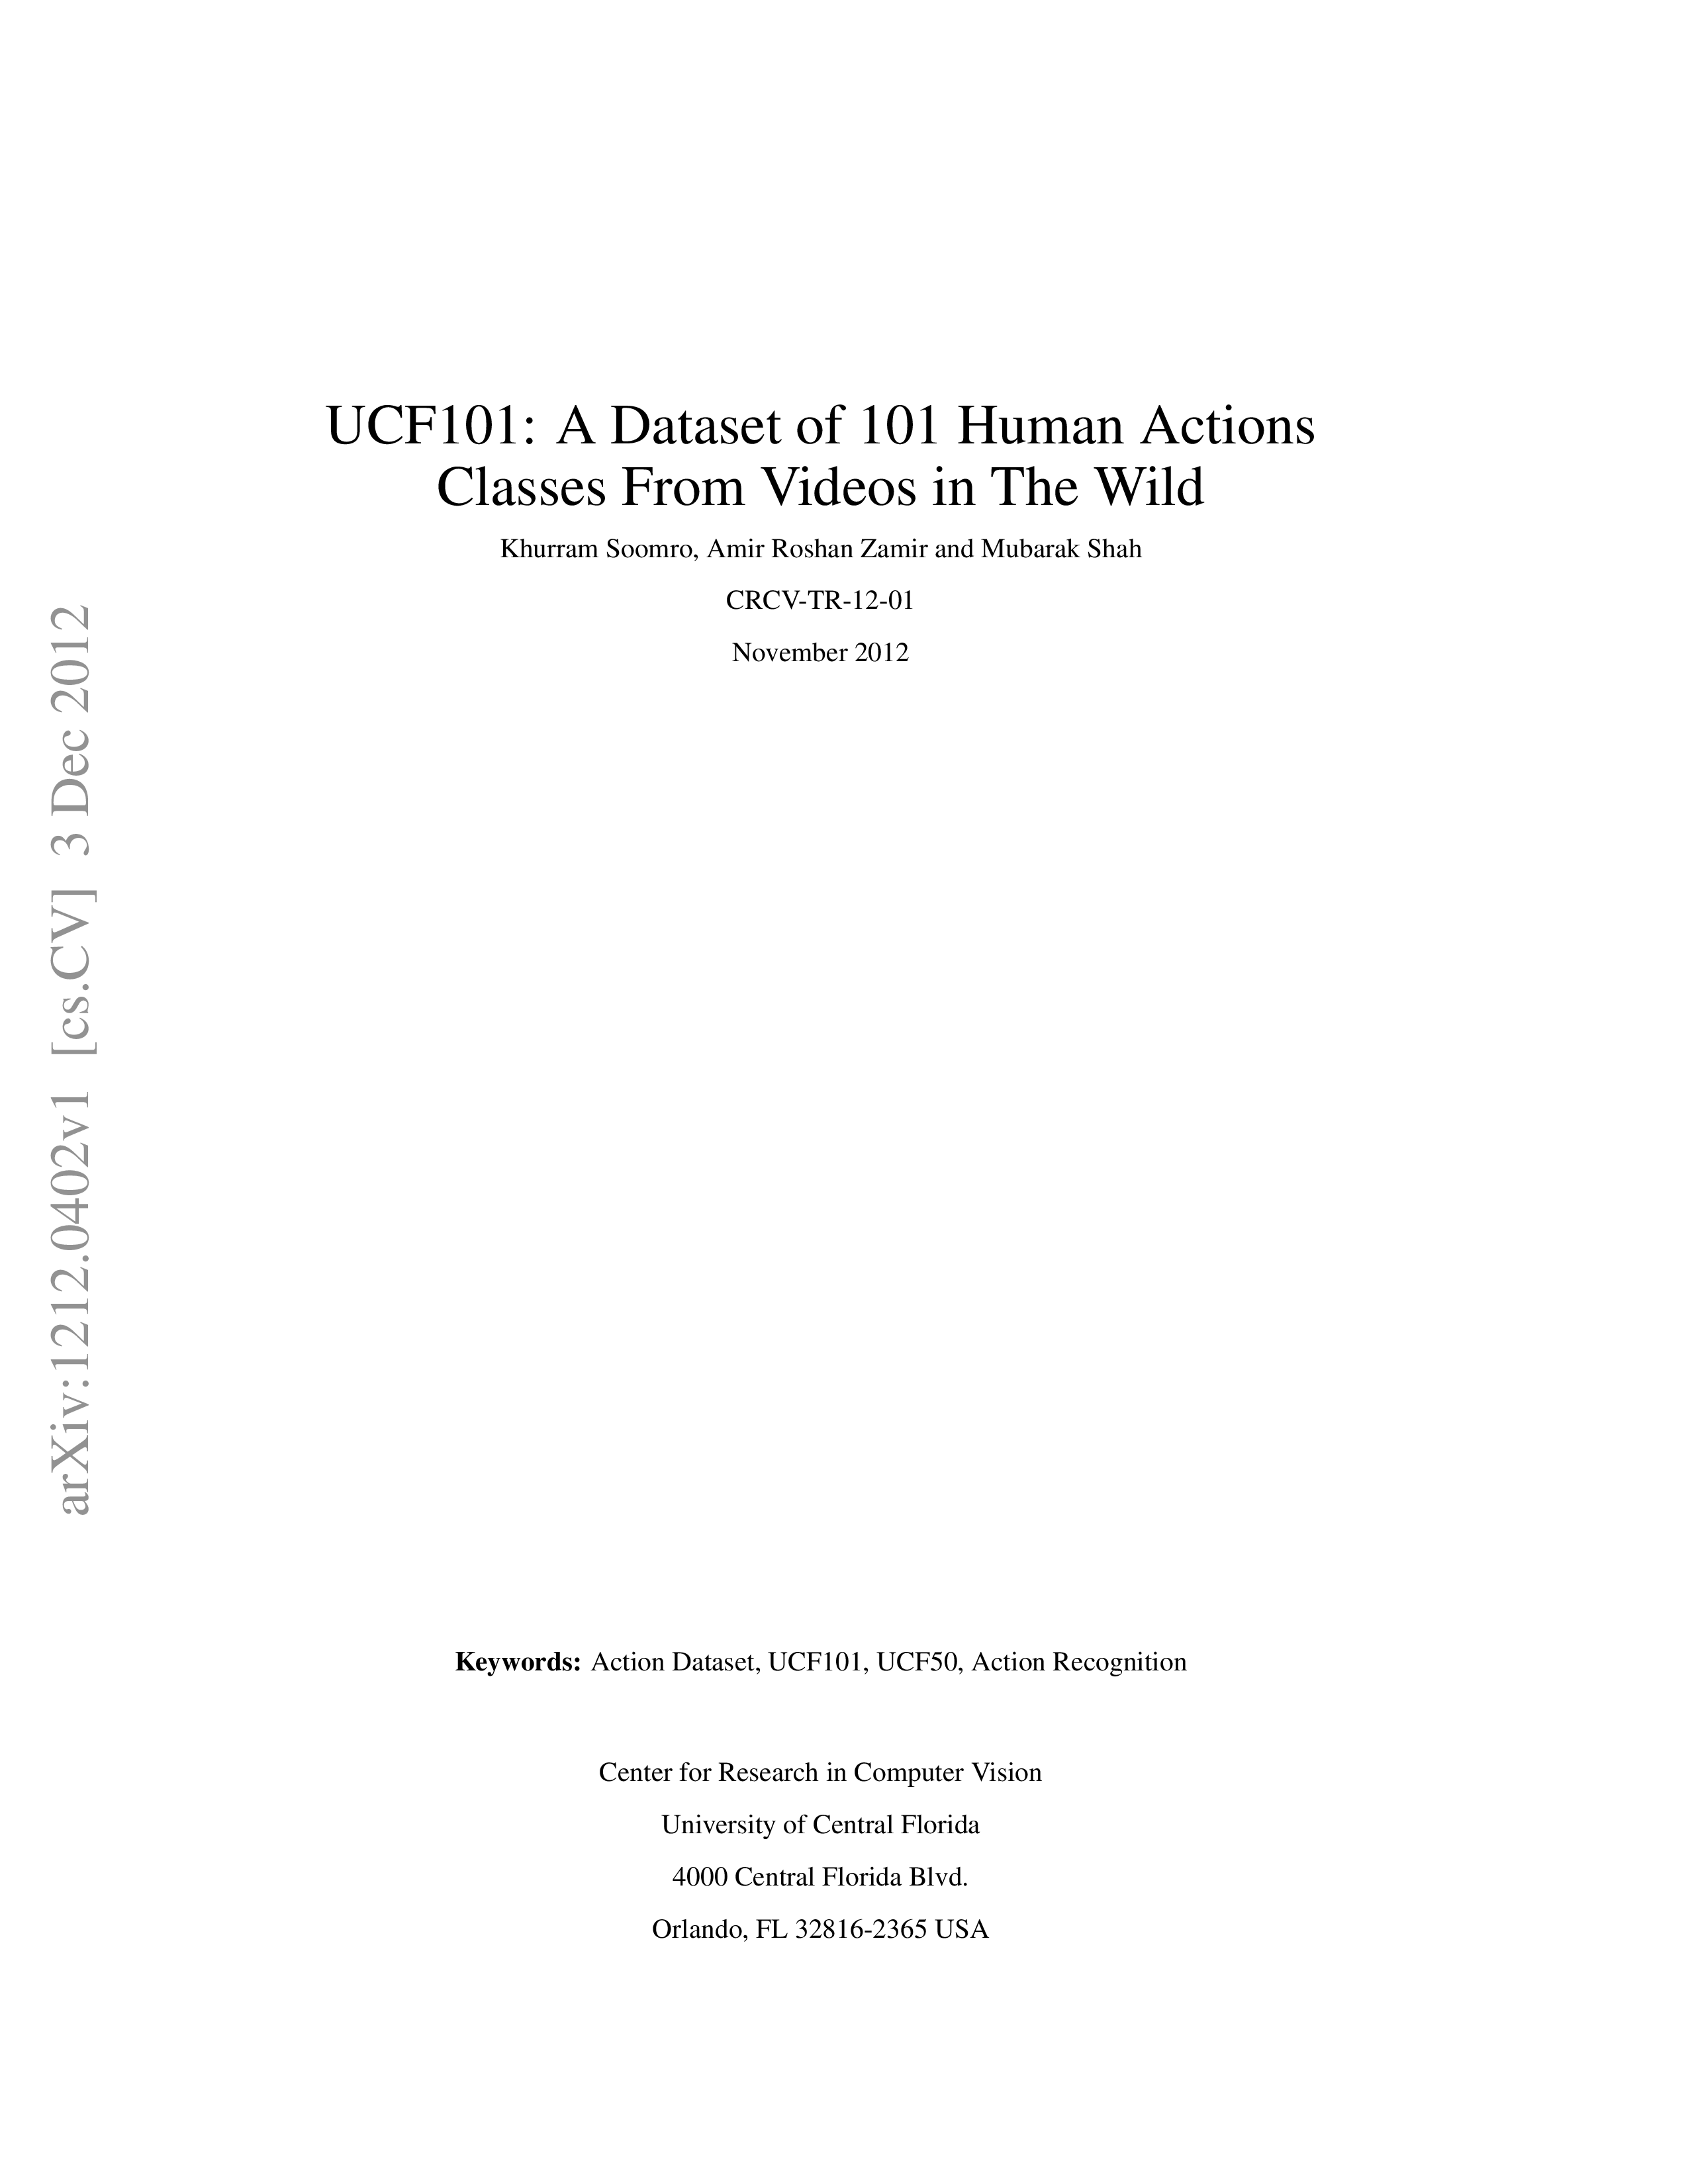 UCF101: A Dataset of 101 Human Actions
Classes From Videos in The Wild
Khurram Soomro, Amir Roshan Zamir and Mubarak Shah
CRCV-TR-12-01
November 2012
arXiv:1212.0402v1 [cs.CV] 3 Dec 2012
Keywords: Action Dataset, UCF101, UCF50, Action Recognition
Center for Research in Computer Vision
University of Central Florida
4000 Central Florida Blvd.
Orlando, FL 32816-2365 USA